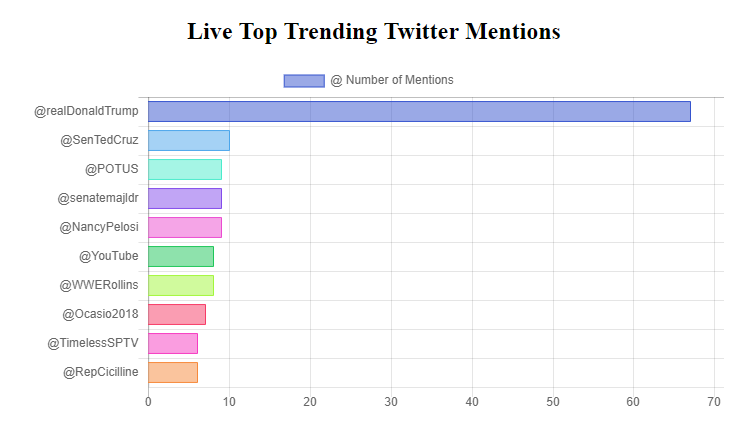 Live Top Trending Twitter Mentions
@ Number of Mentions
@realDonaldTrump
@SenTedCruz
@POTUS
@senatemajldr
@NancyPelosi
@YouTube
@WWERollins
@Ocasio2018
@TimelessSPTV
@RepCicilline
0 10 20 30 40 50 60 70